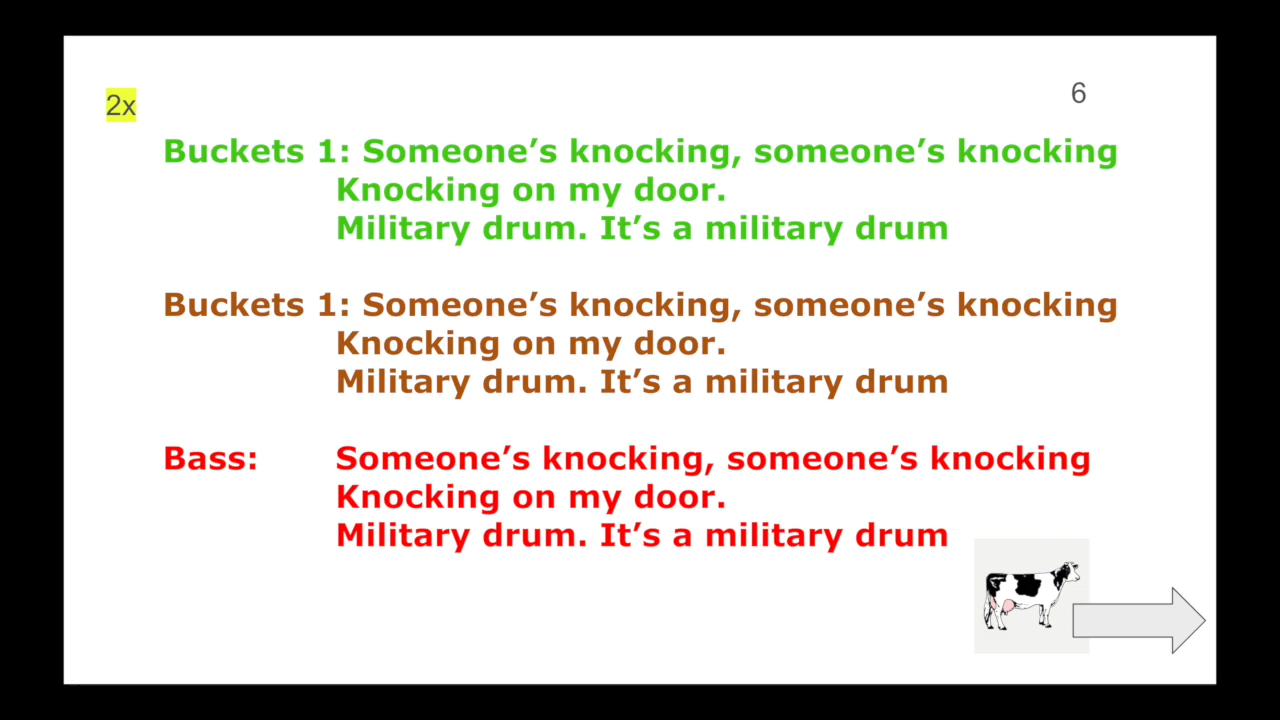 2x
6
Buckets 1: Someone’s knocking, someone’s knocking
Knocking on my door.
Military drum. It’s a military drum
Buckets 1: Someone’s knocking, someone’s knocking
Knocking on my door.
Military drum. It’s a military drum
Bass: Someone’s knocking, someone’s knocking
Knocking on my door.
Military drum. It’s a military drum